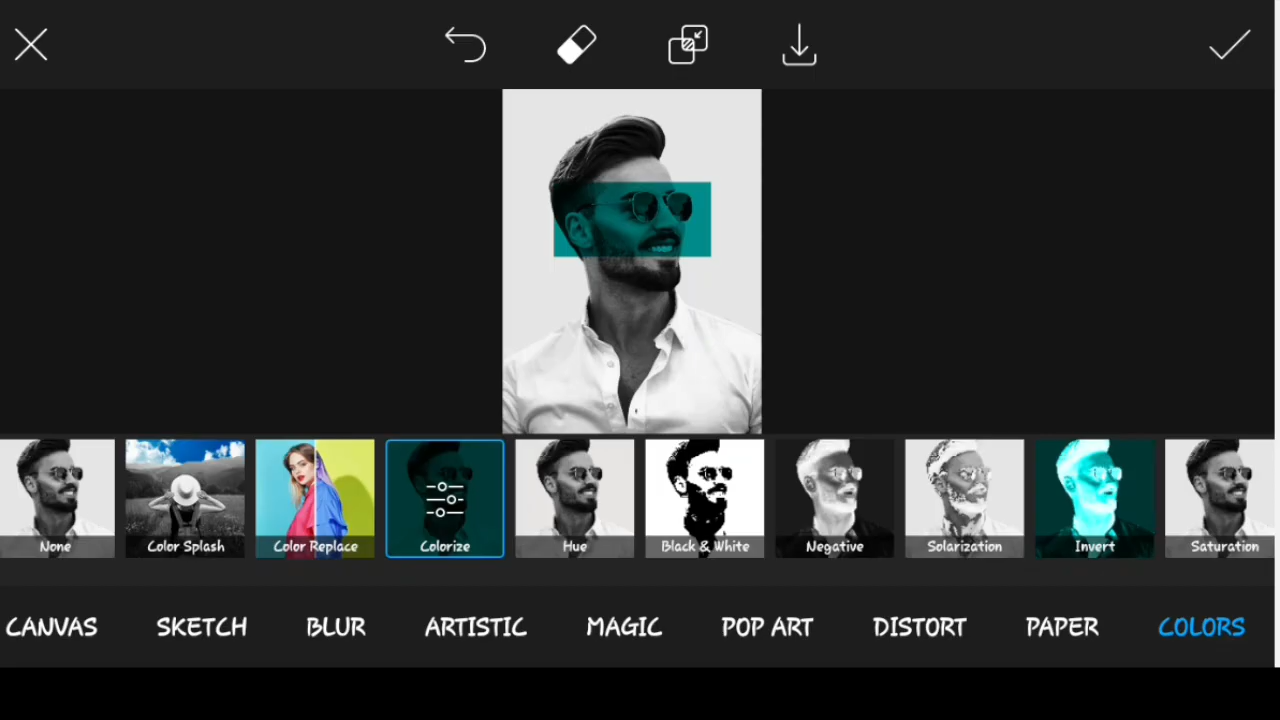 None
Color Splash
Color Replace
Colorize
Hue
Black & White
Negative
Solarization
Invert
Saturation
CANVAS
SKETCH
BLUR
ARTISTIC
MAGIC
POP ART
DISTORT
PAPER
COLORS